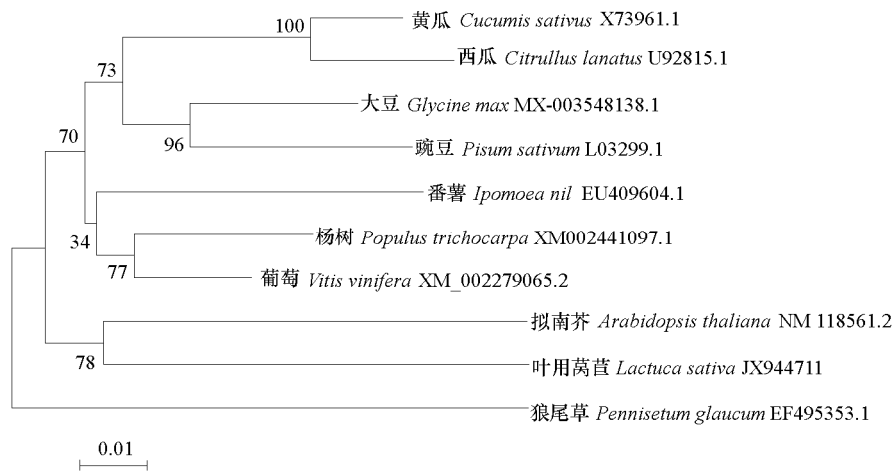 100
黄瓜 Cucumis sativus X73961.1
西瓜 Citrullus lanatus U92815.1
73
大豆 Glycine max MX-003548138.1
70
96
豌豆 Pisum sativum L03299.1
番薯 Ipomoea nil EU409604.1
34
杨树 Populus trichocarpa XM002441097.1
77
葡萄 Vitis vinifera XM_002279065.2
拟南芥 Arabidopsis thaliana NM 118561.2
78
叶用莴苣 Lactuca sativa JX944711
狼尾草 Pennisetum glaucum EF495353.1
0.01